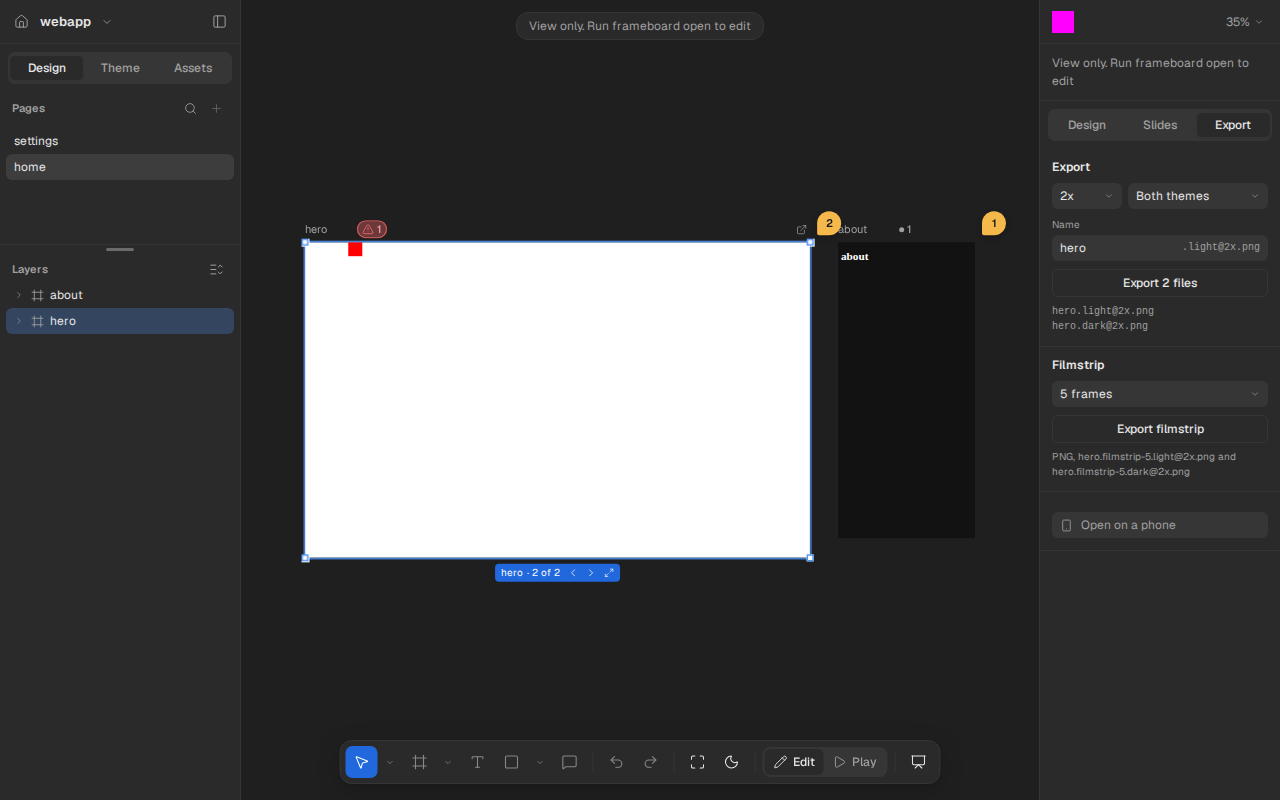 webapp
View only. Run frameboard open to edit
35%
Design
Theme
Assets
View only. Run frameboard open to
edit
Pages
Design
Slides
Export
settings
home
Export
2x
Both themes
Name
hero
.light@2x.png
Export 2 files
hero.light@2x.png
hero.dark@2x.png
hero
1
2
about
1
1
about
Layers
about
hero
Filmstrip
5 frames
Export filmstrip
PNG, hero.filmstrip-5.light@2x.png and
hero.filmstrip-5.dark@2x.png
Open on a phone
hero - 2 of 2
Edit
Play